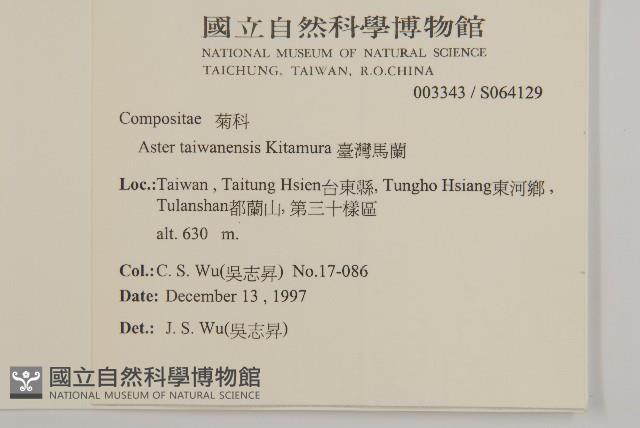 國立自然科學博物館
NATIONAL MUSEUM OF NATURAL SCIENCE
TAICHUNG, TAIWAN, R.O.CHINA
003343 / S064129
Compositae 菊科
Aster taiwanensis Kitamura 臺灣馬蘭
Loc.:Taiwan , Taitung Hsien台東縣, Tungho Hsiang東河鄉 ,
Tulanshan都蘭山, 第三十樣區
alt. 630 m.
Col.:C. S. Wu(吳志昇) No.17-086
Date: December 13 , 1997
Det.: J. S. Wu(吳志昇)
國立自然科學博物館
NATIONAL MUSEUM OF NATURAL SCIENCE